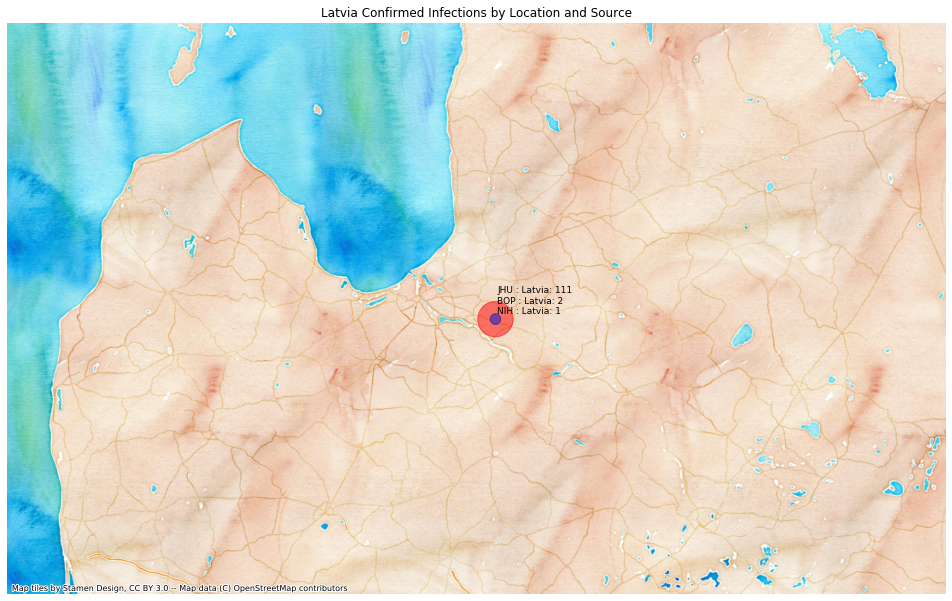 Latvia Confirmed Infections by Location and Source
JHU : Latvia: 111
BOP : Latvia: 2
NIH : Latvia: 1
Map tiles by Stamen Design, CC BY 3.0 -- Map data (C) OpenStreetMap contributors